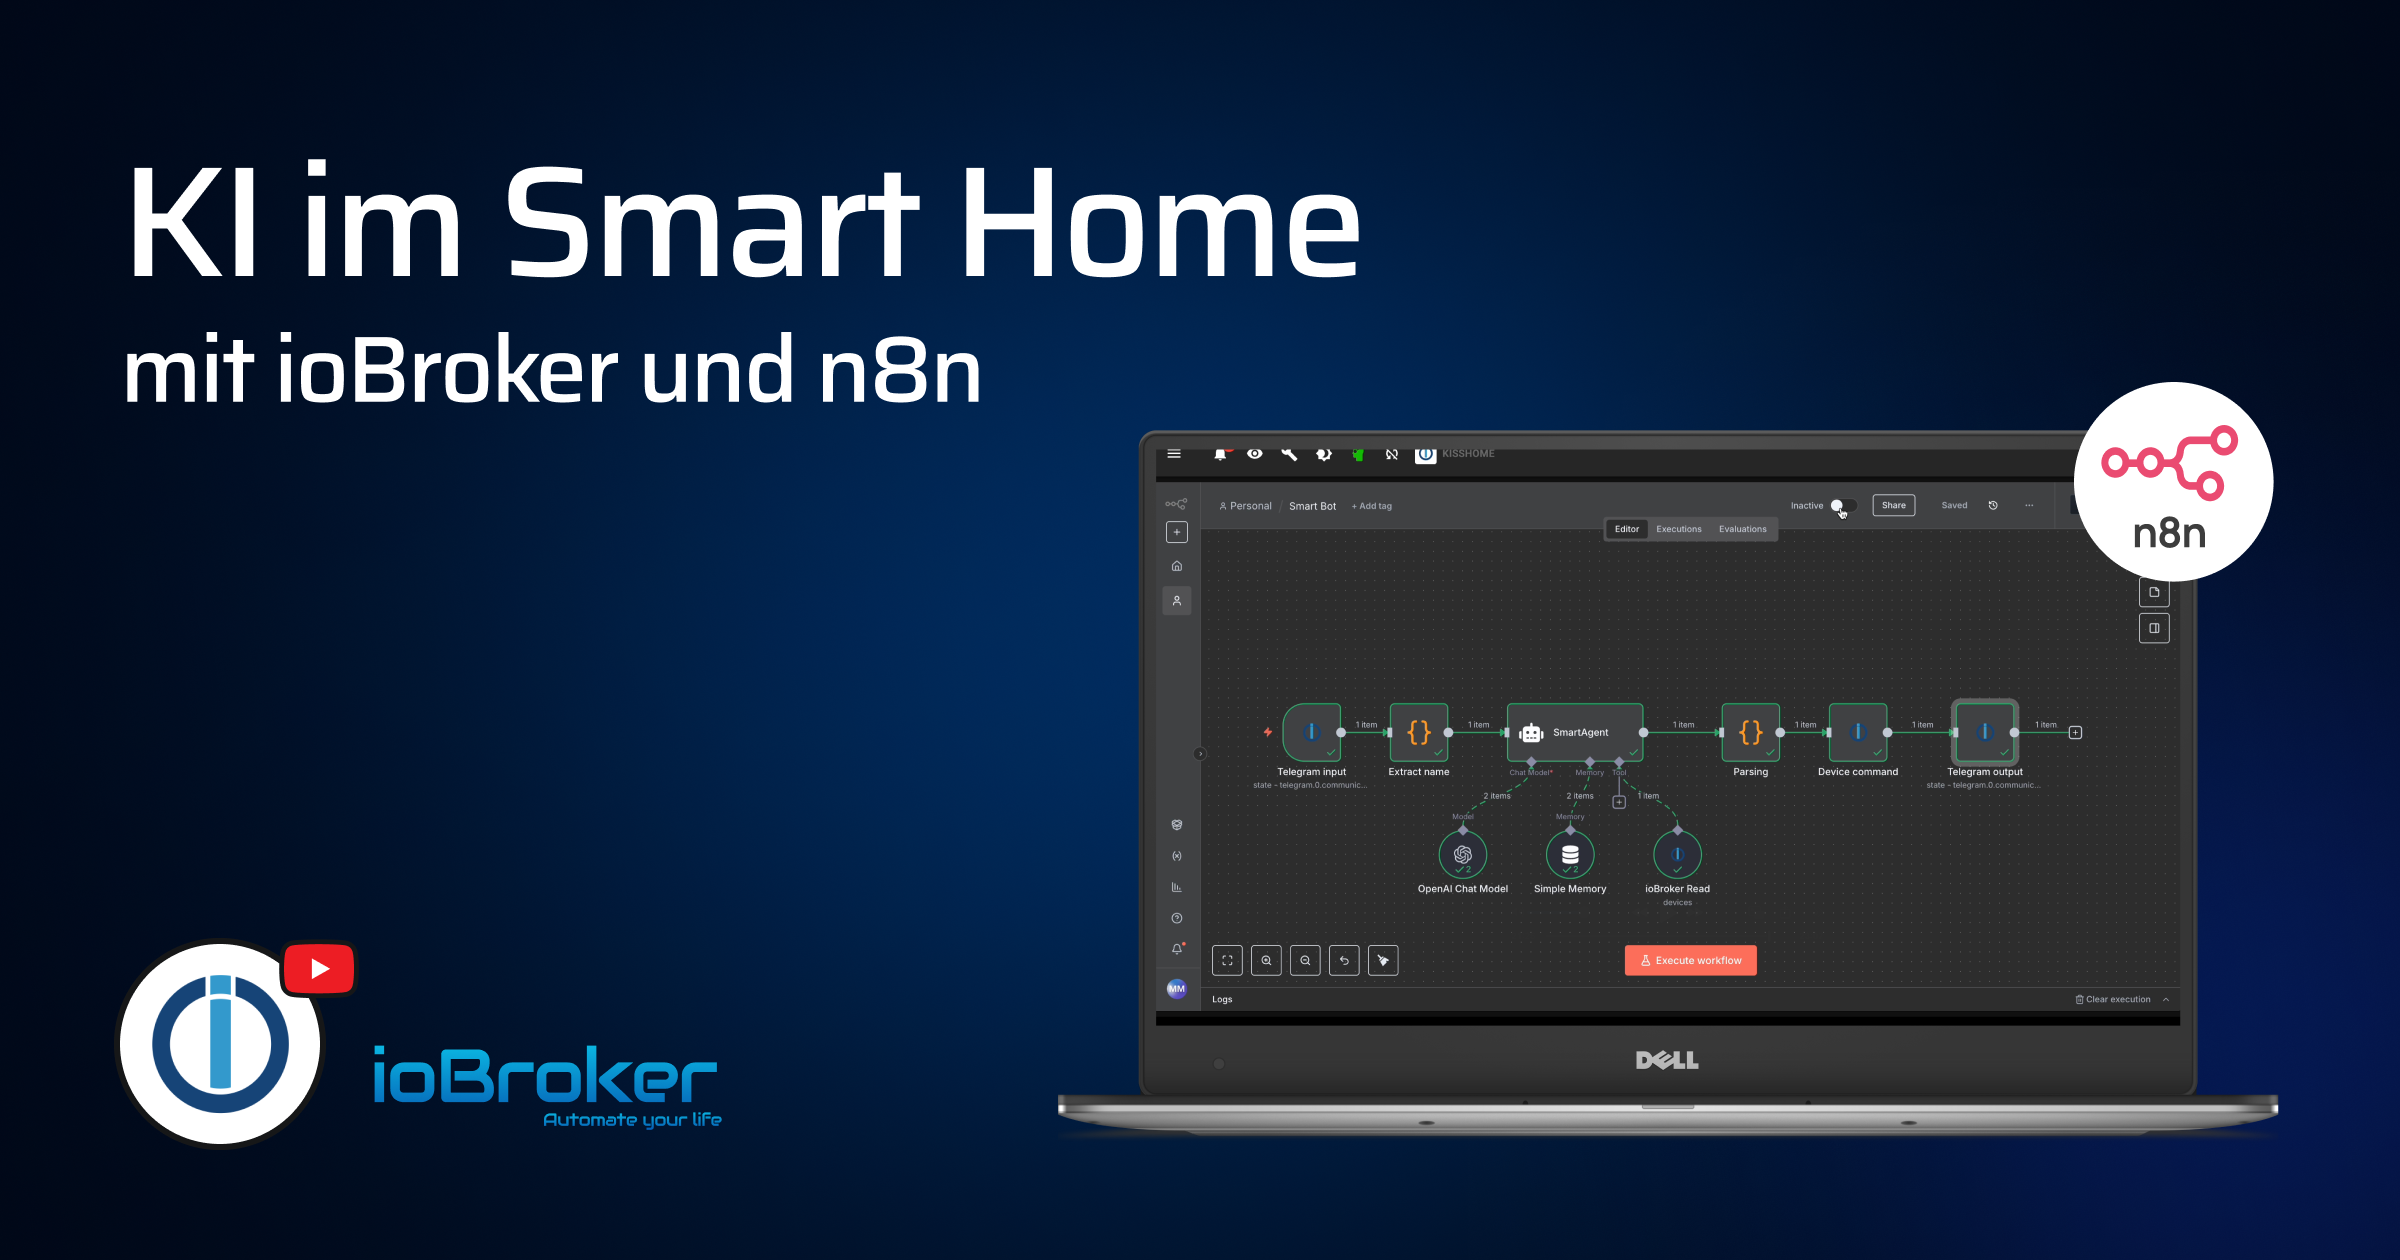 KI im Smart Home
mit ioBroker und n8n
n8n
KISSHOME
Personal / Smart Bot + Add tag
Inactive Share Saved ...
Editor Executions Evaluations
1 item 1 item 1 item 1 item 1 item 1 item
SmartAgent
Telegram input Extract name Chat Model* Memory Tool Parsing Device command Telegram output
state - telegram.0.communic... state - telegram.0.communic...
2 items 2 items 1 item
Model Memory
2 2
OpenAI Chat Model Simple Memory ioBroker Read
devices
Execute workflow
MM
Logs Clear execution
DELL
ioBroker
Automate your life